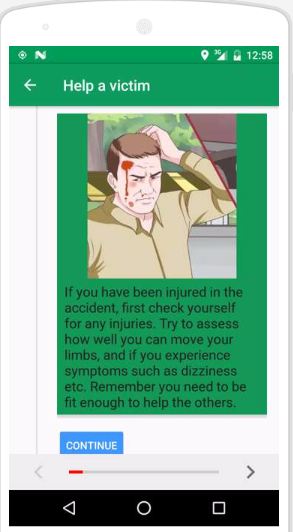 3G
12:58
Help a victim
If you have been injured in the
accident, first check yourself
for any injuries. Try to assess
how well you can move your
limbs, and if you experience
symptoms such as dizziness
etc. Remember you need to be
fit enough to help the others.
CONTINUE